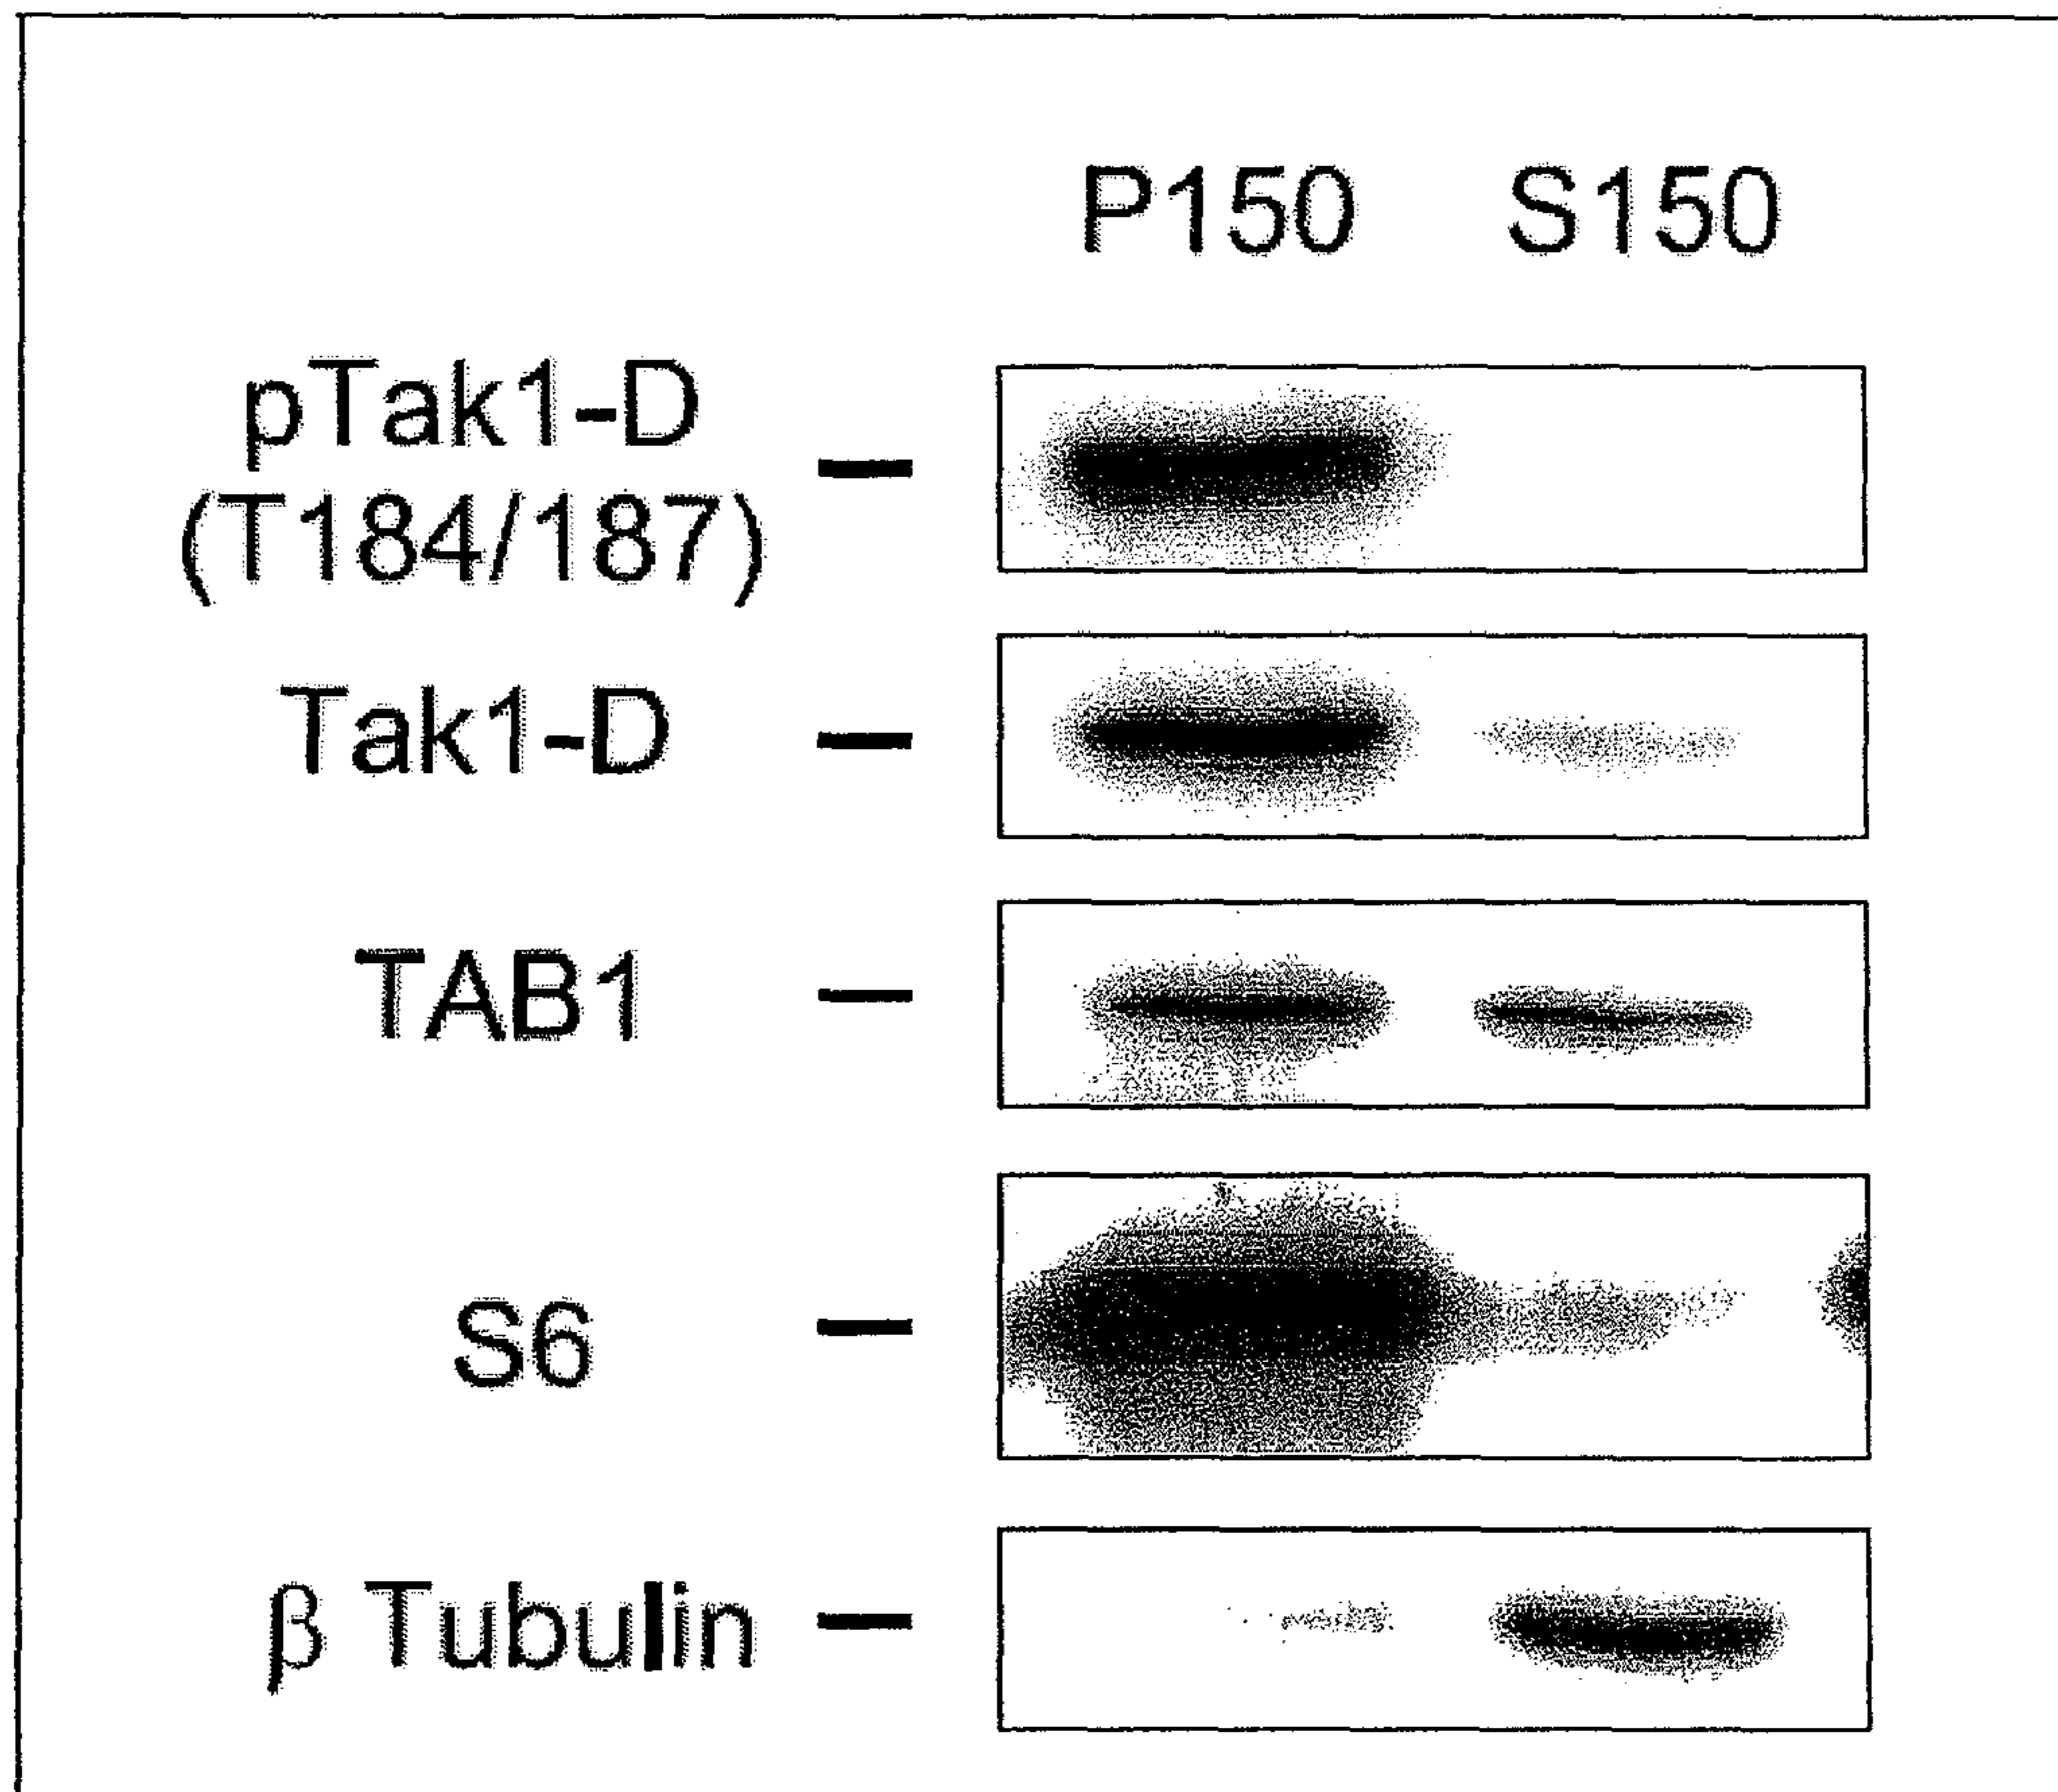 P150 S150
pTak1-D
(T184/187)
Tak1-D
TAB1
S6
β Tubulin